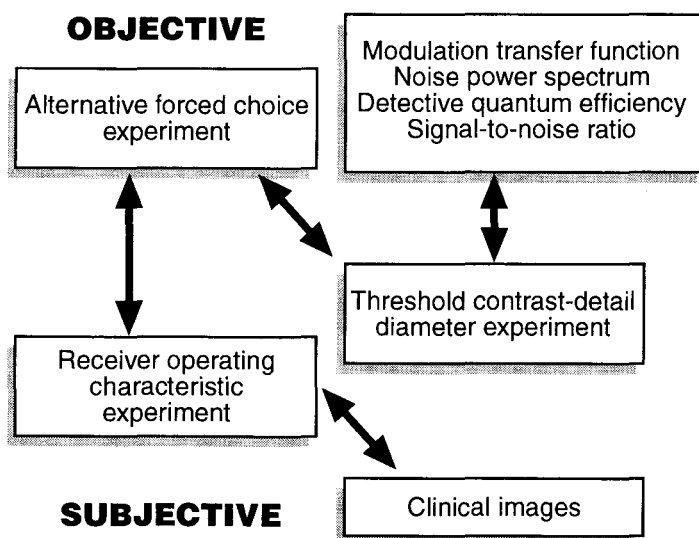 OBJECTIVE
Alternative forced choice
experiment
Modulation transfer function
Noise power spectrum
Detective quantum efficiency
Signal-to-noise ratio
Threshold contrast-detail
diameter experiment
Receiver operating
characteristic
experiment
Clinical images
SUBJECTIVE